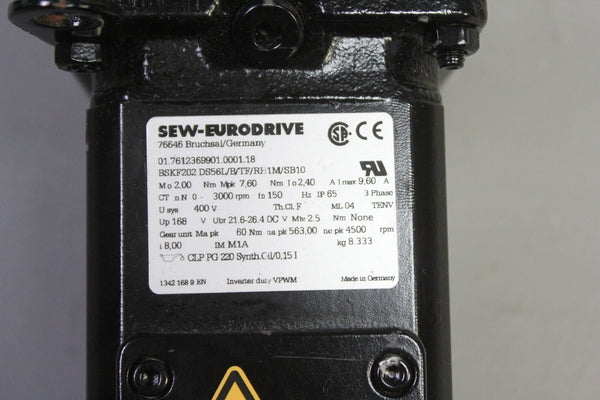 SEW-EURODRIVE
76646 Bruchsal/Germany
SA CE
01.7612369901.0001.18
BSKF202 DS56L/B/TF/RH1M/SB10
Mo 2,00 Nm Mpk 7,60 Nm Io 2,40 A Imax 9,60 A
CT nN 0 - 3000 rpm fB 150 Hz IP 65 3 Phase
Usys 400 V Th.Cl.F ML 04 TENV
Up 168 V Ubr 21.6-26.4 DC V Mbr 2.5 Nm None
Gear unit Ma pk 60 Nm na pk 563,00 ne pk 4500 rpm
i 8,00 IM M1A kg 8.333
CLP PG 220 Synth.Oil/0,15 l
1342 168 9 EN Inverter duty VPWM Made in Germany